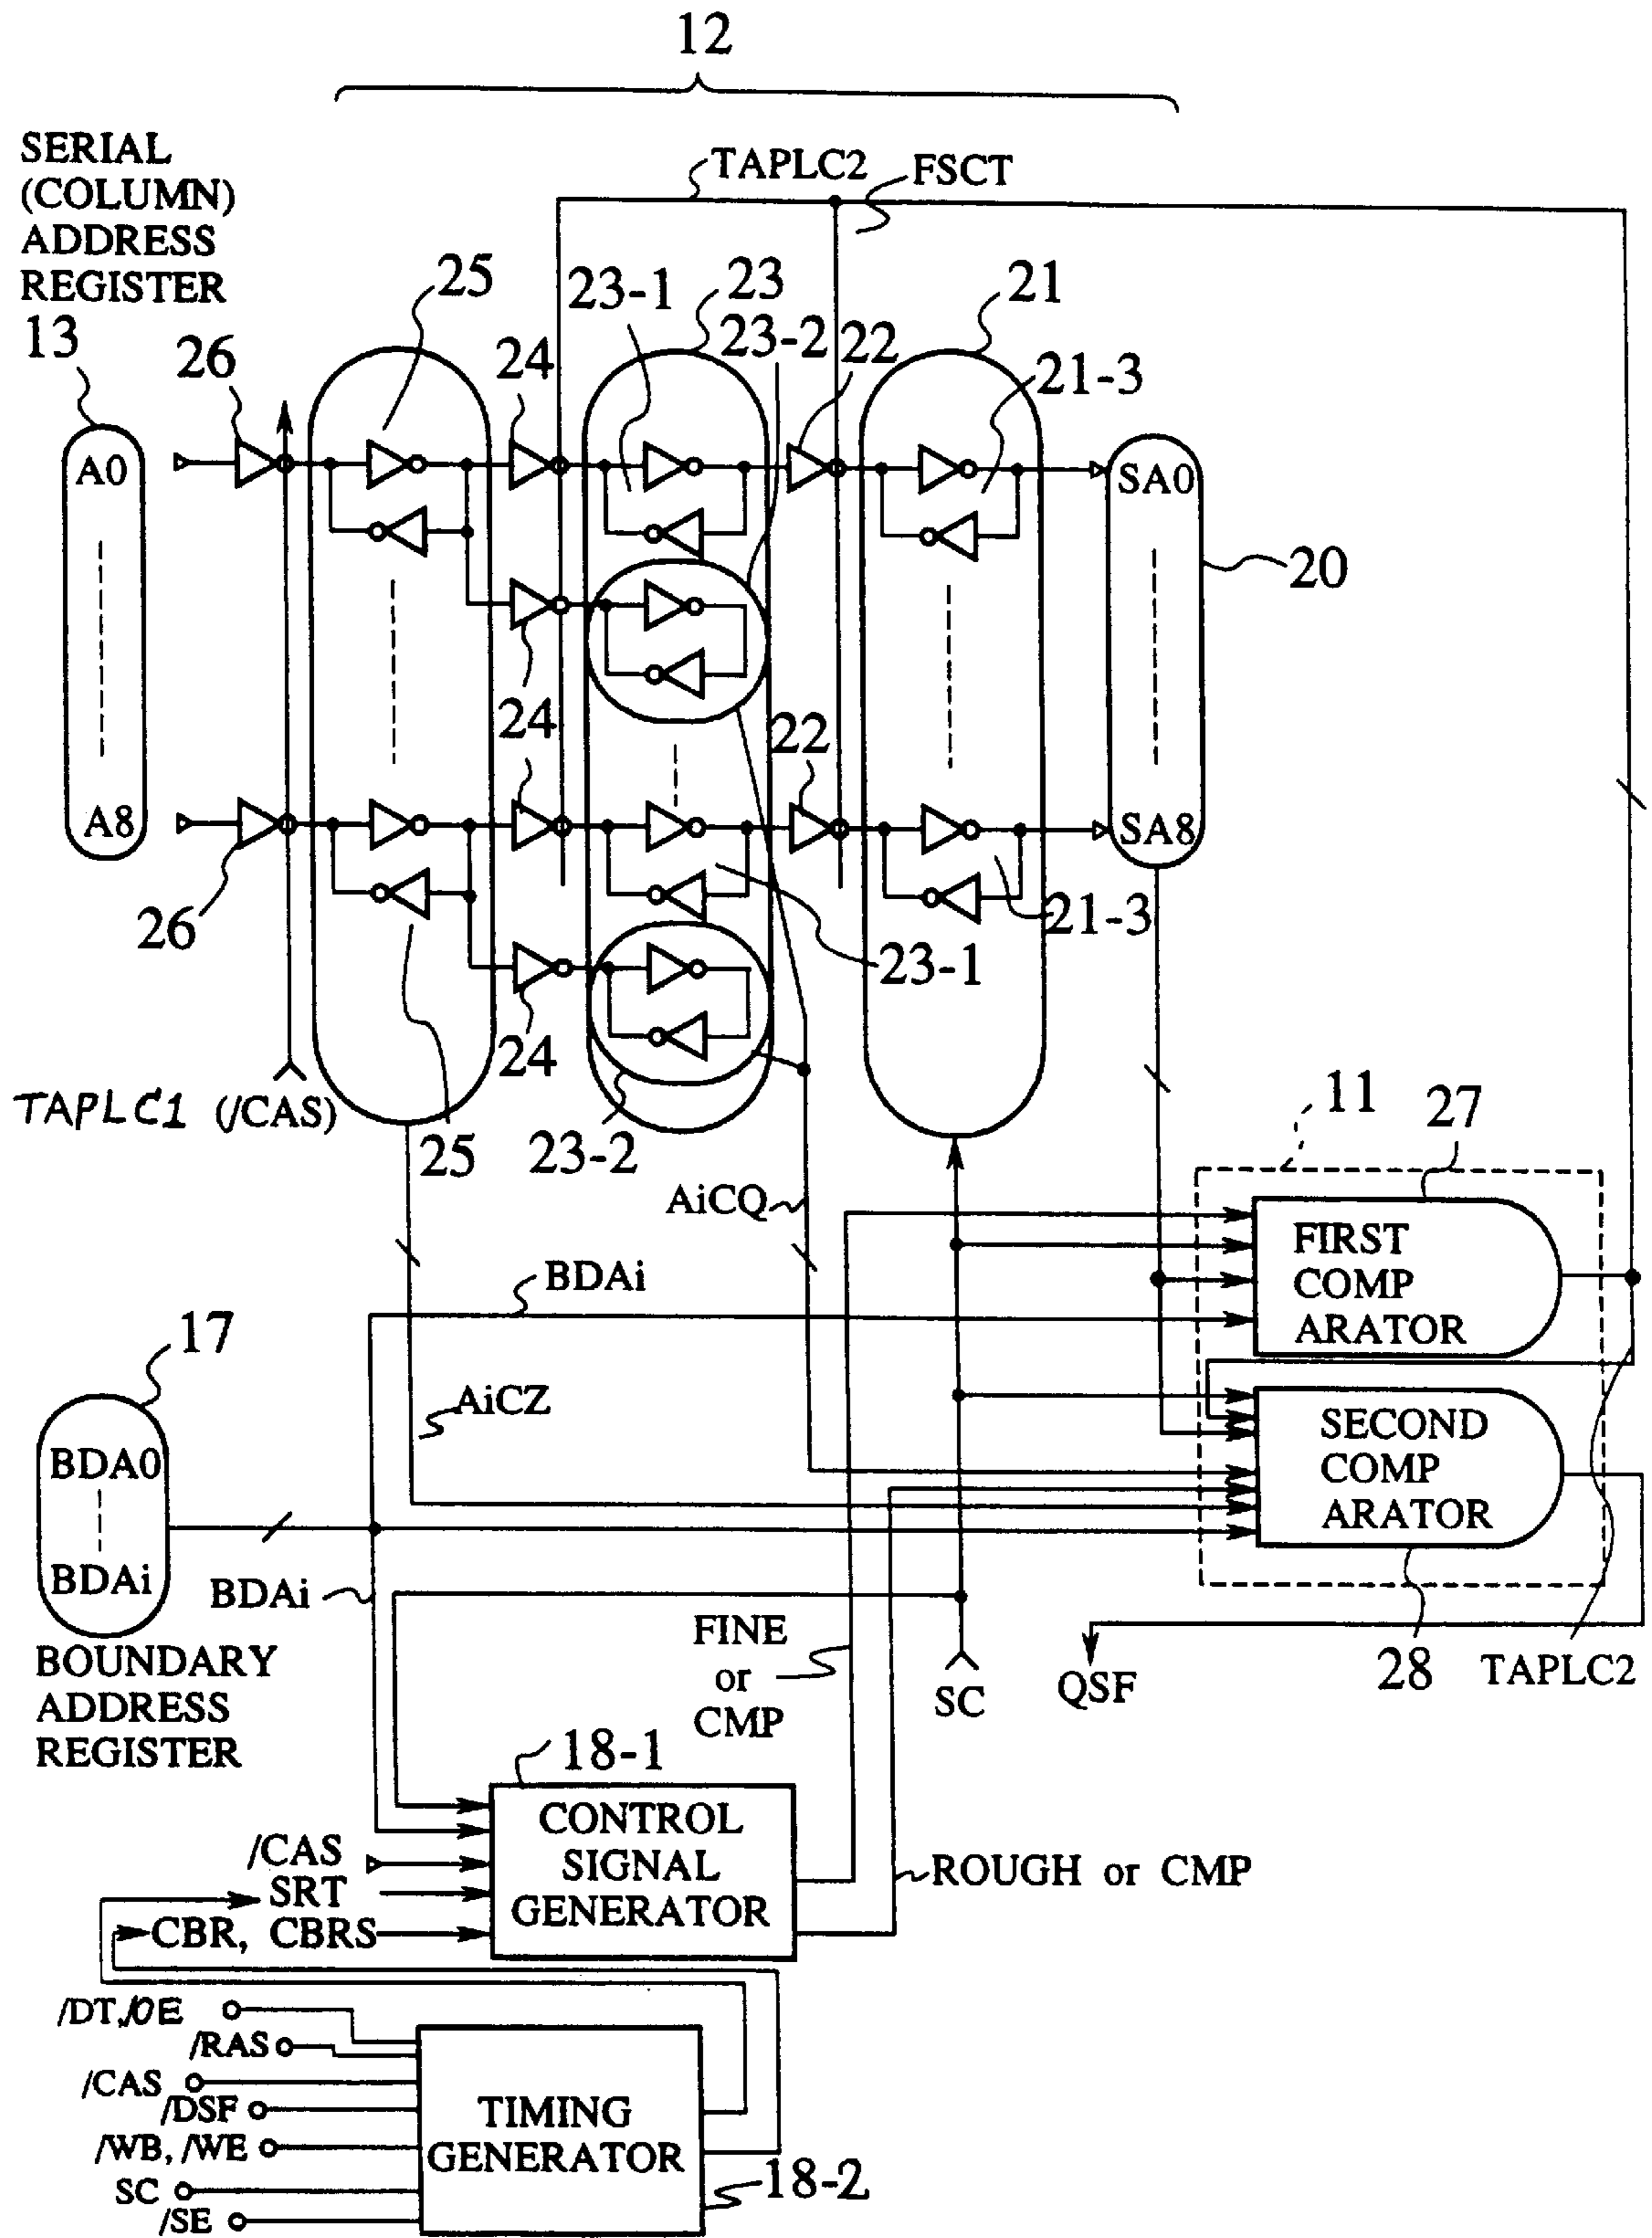 12
SERIAL
(COLUMN)
ADDRESS
REGISTER
TAPLC2
FSCT
13
26
25
24
23-1
23
23-2
22
21
21-3
A0
SA0
20
24
24
22
A8
SA8
26
21-3
23-1
24
TAPLC1 (/CAS)
25
23-2
11
27
AiCQ
FIRST
COMP
ARATOR
BDAi
17
AiCZ
SECOND
COMP
ARATOR
BDA0
BDAi
BDAi
BOUNDARY
ADDRESS
REGISTER
FINE
or
CMP
SC
QSF
28
TAPLC2
18-1
CONTROL
SIGNAL
GENERATOR
/CAS
SRT
CBR, CBRS
ROUGH or CMP
/DT,/OE
/RAS
/CAS
/DSF
/WB, /WE
SC
/SE
TIMING
GENERATOR
18-2